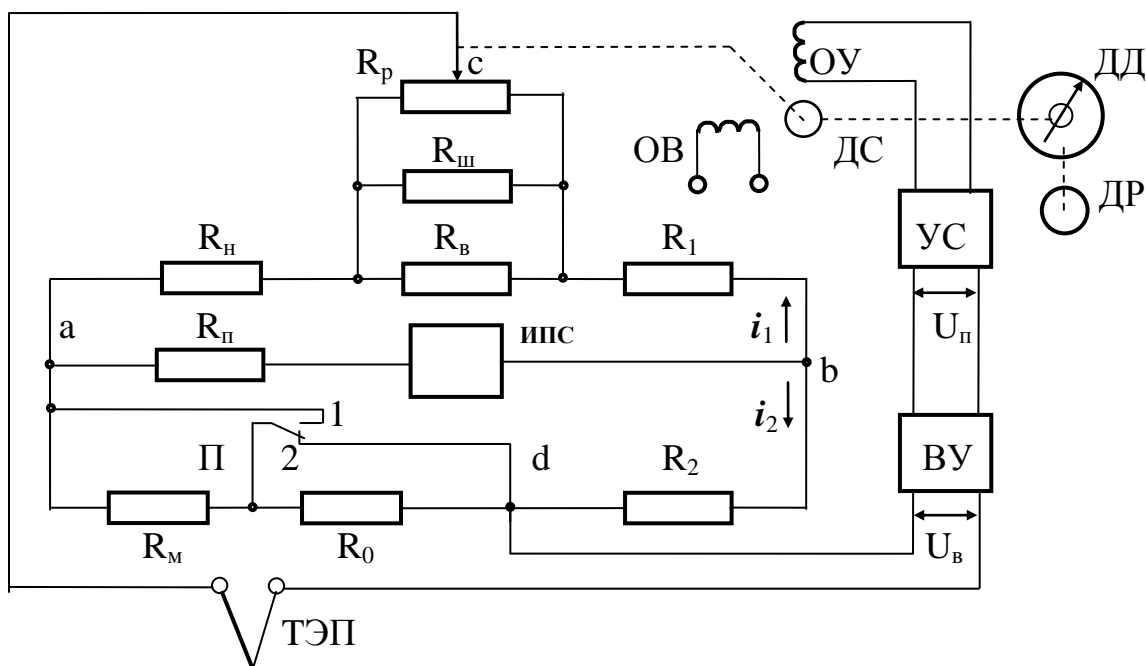 Rр
c
ОУ
ДД
Rш
ОВ
ДС
ДР
УС
Rн
Rв
R1
a
Rп
ИПС
i1
Uп
b
1
i2
П
2
d
R2
ВУ
Rм
R0
Uв
ТЭП